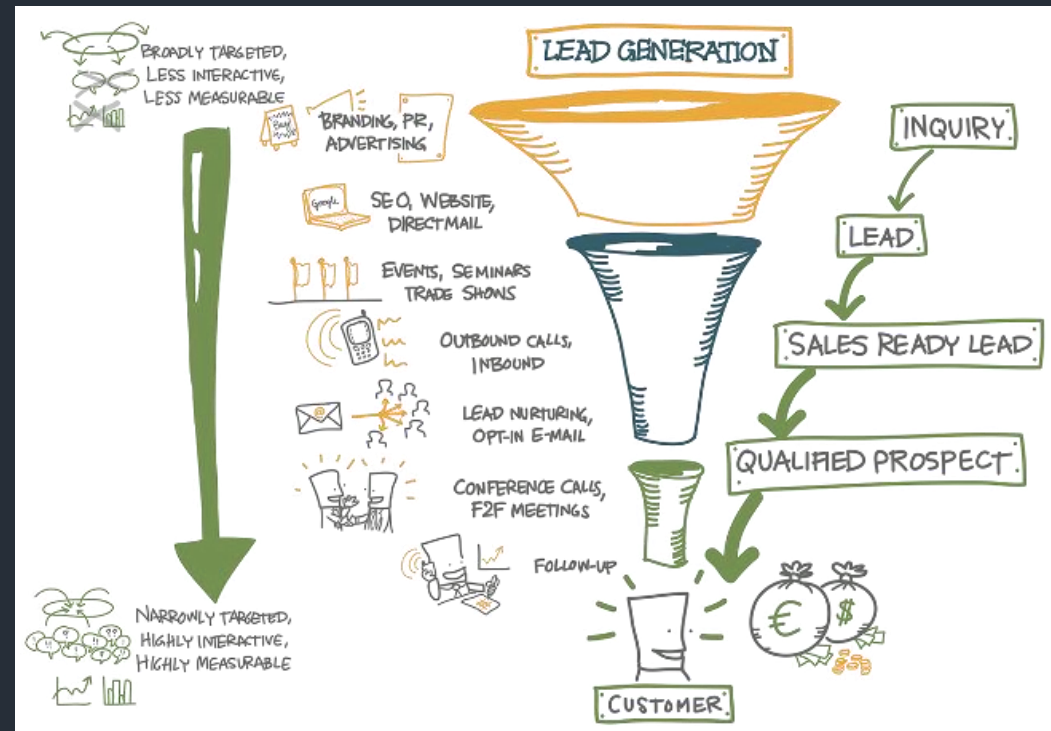 LEAD GENERATION
BROADLY TARGETED,
LESS INTERACTIVE,
LESS MEASURABLE
BRANDING, PR,
ADVERTISING
Google
SEO, WEBSITE,
DIRECTMAIL
EVENTS, SEMINARS
TRADE SHOWS
OUTBOUND CALLS,
INBOUND
@
LEAD NURTURING,
OPT-IN E-MAIL
CONFERENCE CALLS,
F2F MEETINGS
FOLLOW-UP
NARROWLY TARGETED,
HIGHLY INTERACTIVE,
HIGHLY MEASURABLE
INQUIRY
LEAD
SALES READY LEAD
QUALIFIED PROSPECT
€
$
CUSTOMER